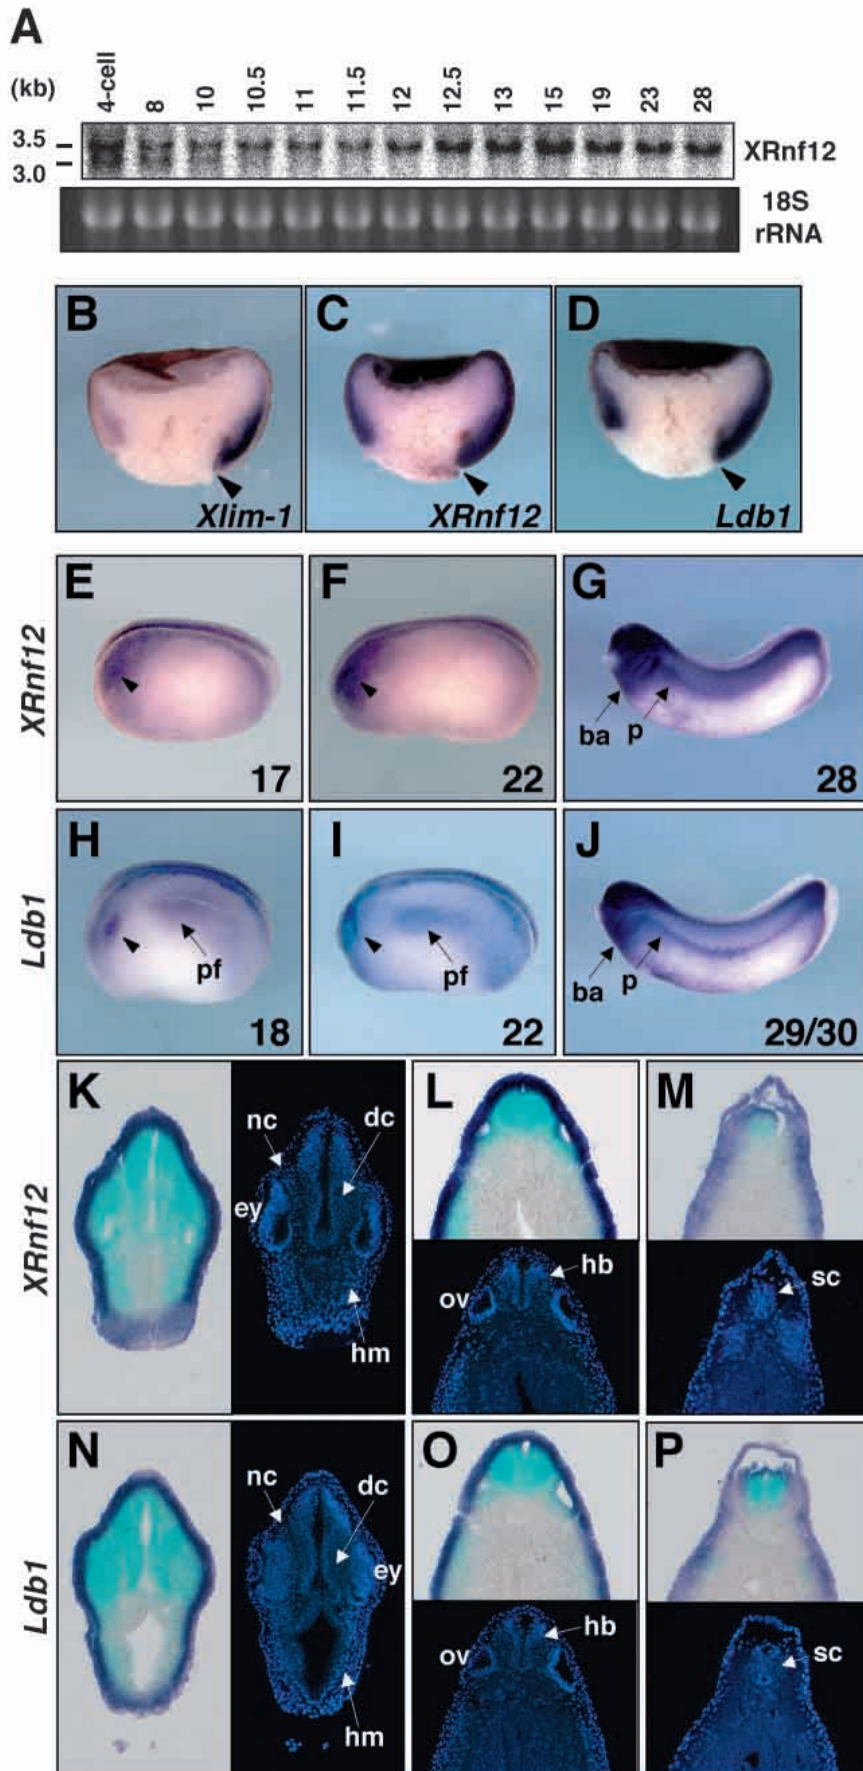 A
(kb) 4-cell 8 10 10.5 11 11.5 12 12.5 13 15 19 23 28
3.5
3.0
XRnf12
18S
rRNA
B C D
Xlim-1 XRnf12 Ldb1
XRnf12
E F G
ba p
17 22 28
Ldb1
H I J
pf pf ba p
18 22 29/30
XRnf12
K L M
nc dc
ey
hm
ov hb
sc
Ldb1
N O P
nc dc
ey
hm
ov hb
sc